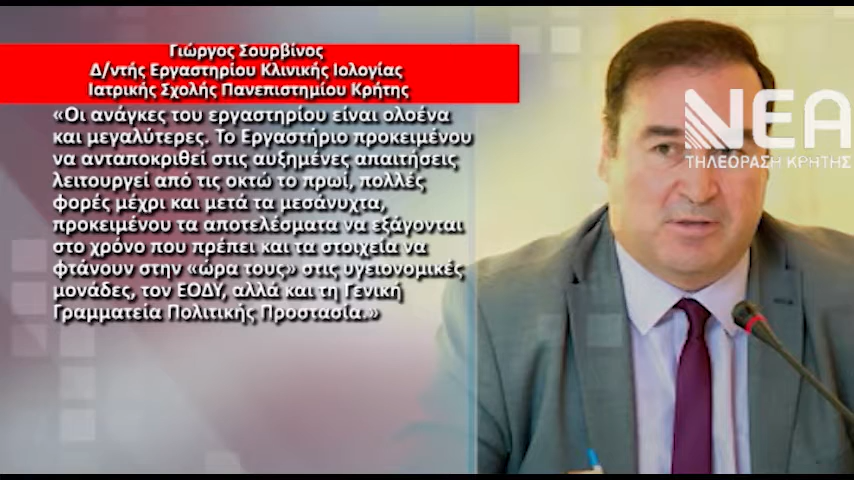 Γιώργος Σουρβίνος
Δ/ντής Εργαστηρίου Κλινικής Ιολογίας
Ιατρικής Σχολής Πανεπιστημίου Κρήτης
«Οι ανάγκες του εργαστηρίου είναι ολοένα
και μεγαλύτερες. Το Εργαστήριο προκειμένου
να ανταποκριθεί στις αυξημένες απαιτήσεις
λειτουργεί από τις οκτώ το πρωί, πολλές
φορές μέχρι και μετά τα μεσάνυχτα,
προκειμένου τα αποτελέσματα να εξάγονται
στο χρόνο που πρέπει και τα στοιχεία να
φτάνουν στην «ώρα τους» στις υγειονομικές
μονάδες, τον ΕΟΔΥ, αλλά και τη Γενική
Γραμματεία Πολιτικής Προστασία.»
ΝΕΑ
ΤΗΛΕΟΡΑΣΗ ΚΡΗΤΗΣ